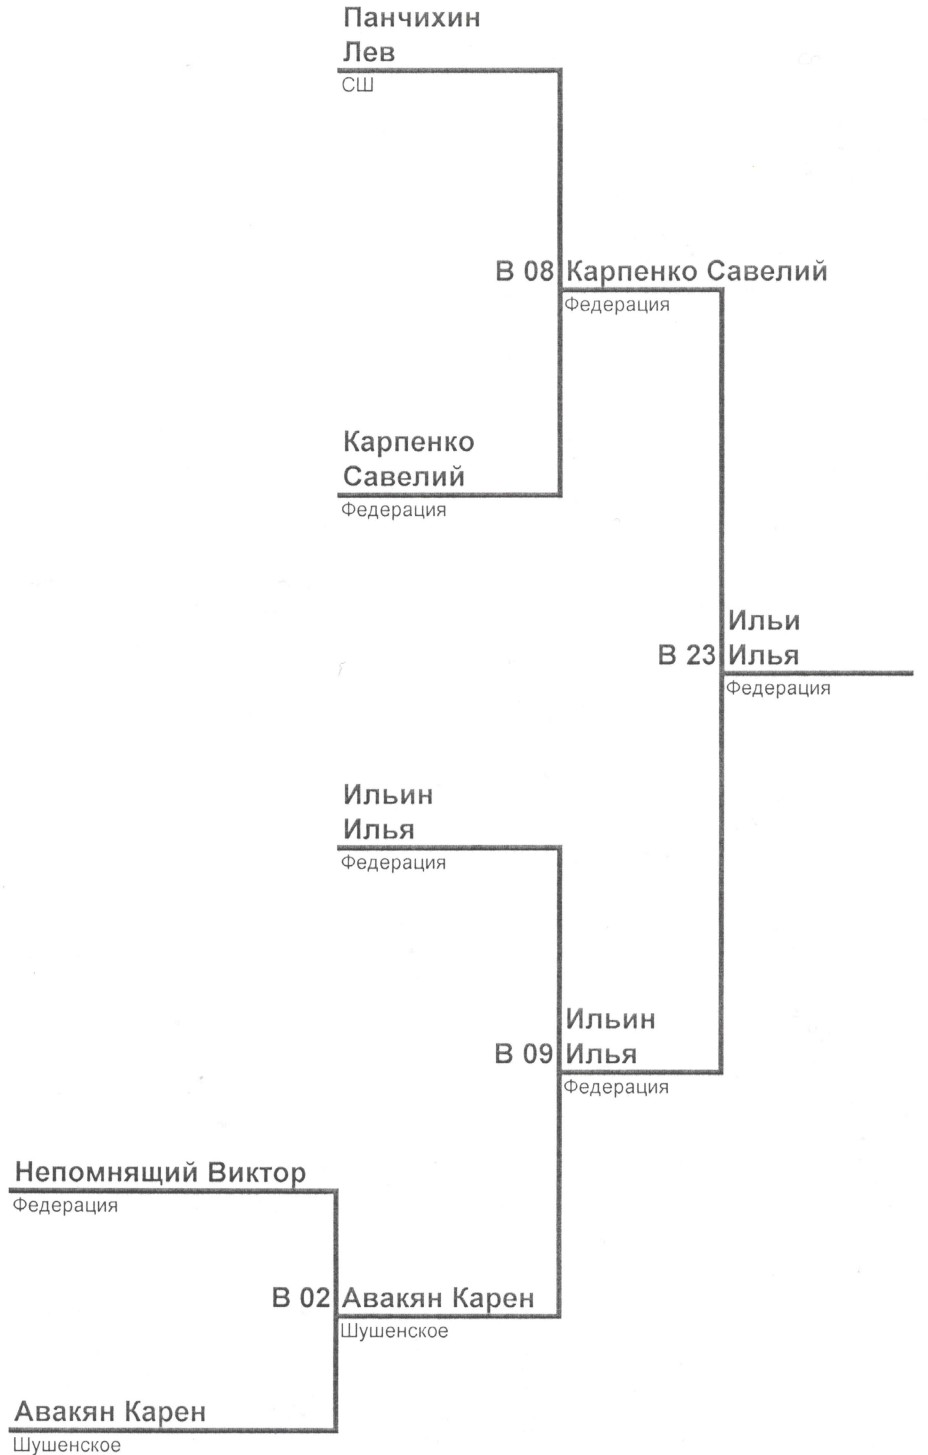 Панчихин
Лев
СШ
В 08 Карпенко Савелий
Федерация
Карпенко
Савелий
Федерация
Ильи
В 23 Илья
Федерация
Ильин
Илья
Федерация
Ильин
В 09 Илья
Федерация
Непомнящий Виктор
Федерация
В 02 Авакян Карен
Шушенское
Авакян Карен
Шушенское